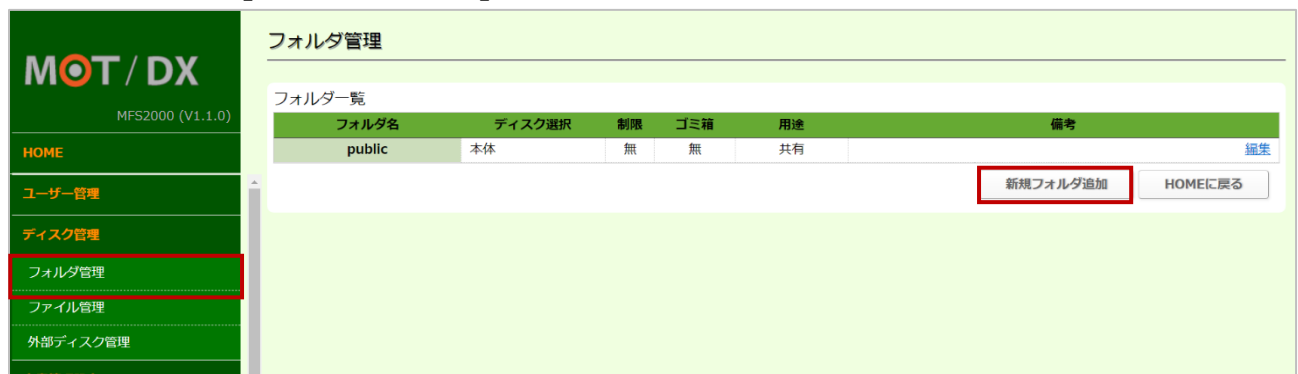 フォルダ管理
MOT/DX
MFS2000 (V1.1.0)
HOME
ユーザー管理
ディスク管理
フォルダ管理
ファイル管理
外部ディスク管理
フォルダ一覧
フォルダ名 ディスク選択 制限 ゴミ箱 用途 備考
public 本体 無 無 共有 編集
新規フォルダ追加 HOMEに戻る